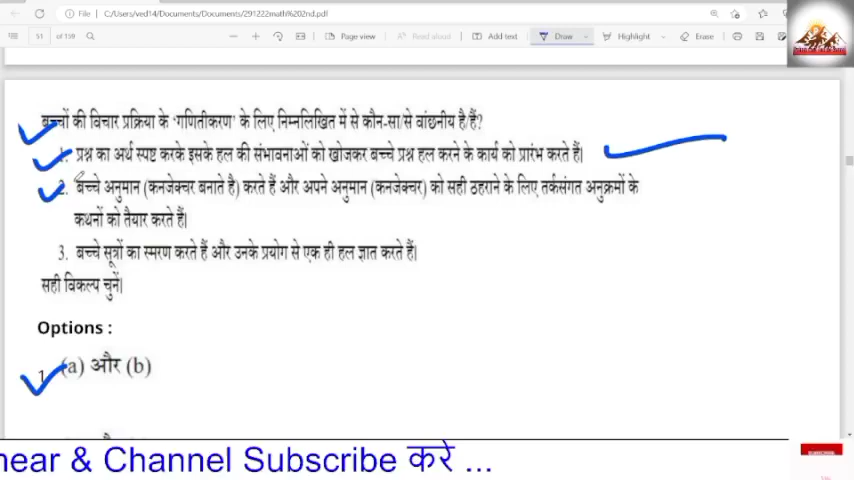 File
C:/Users/ved14/Documents/Documents/291222math%202nd.pdf
51 of 159
Page view
Read aloud
Add text
Draw
Highlight
Erase
बच्चों की विचार प्रक्रिया के 'गणितीकरण' के लिए निम्नलिखित में से कौन-सा/से वांछनीय है/हैं?
1. प्रश्न का अर्थ स्पष्ट करके इसके हल की संभावनाओं को खोजकर बच्चे प्रश्न हल करने के कार्य को प्रारंभ करते हैं।
2. बच्चे अनुमान (कनजेक्चर बनाते है) करते हैं और अपने अनुमान (कनजेक्चर) को सही ठहराने के लिए तर्कसंगत अनुक्रमों के
कथनों को तैयार करते हैं।
3. बच्चे सूत्रों का स्मरण करते हैं और उनके प्रयोग से एक ही हल ज्ञात करते हैं।
सही विकल्प चुनें।
Options :
1. (a) और (b)
hear & Channel Subscribe करे ...